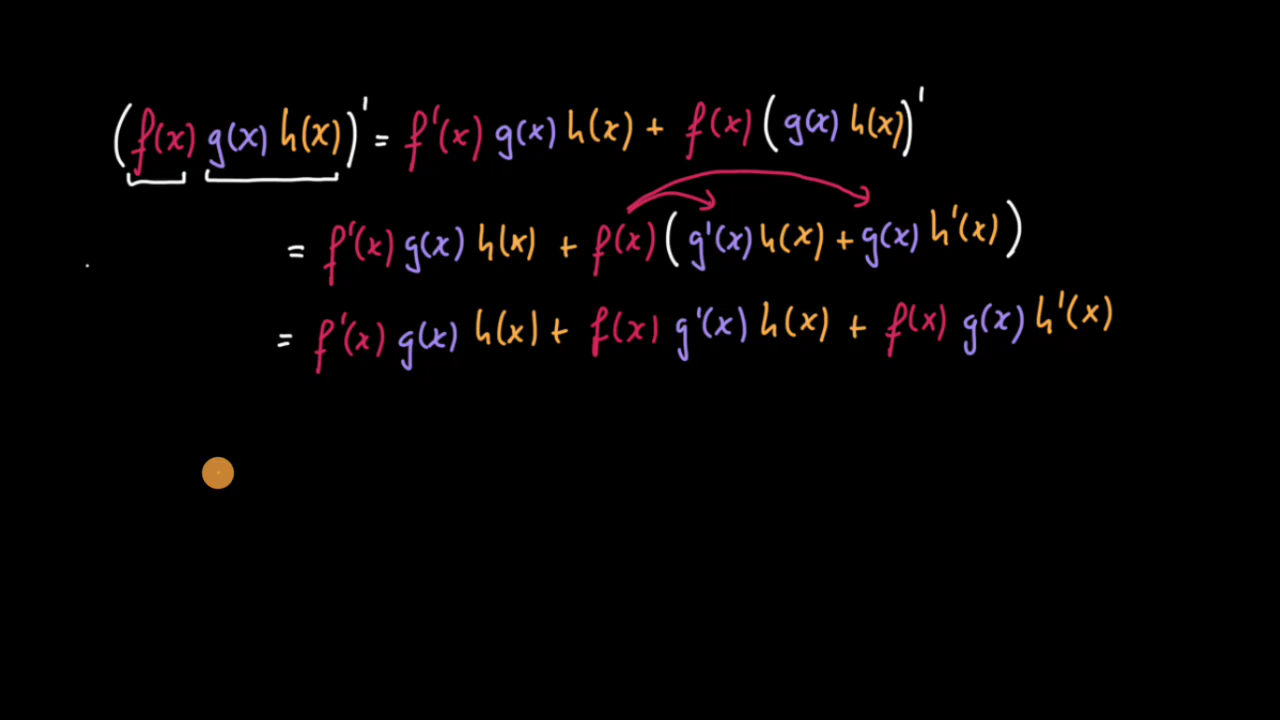 (f(x) g(x) h(x))' = f'(x) g(x) h(x) + f(x) (g(x) h(x))'
= f'(x) g(x) h(x) + f(x) (g'(x) h(x) + g(x) h'(x))
= f'(x) g(x) h(x) + f(x) g'(x) h(x) + f(x) g(x) h'(x)